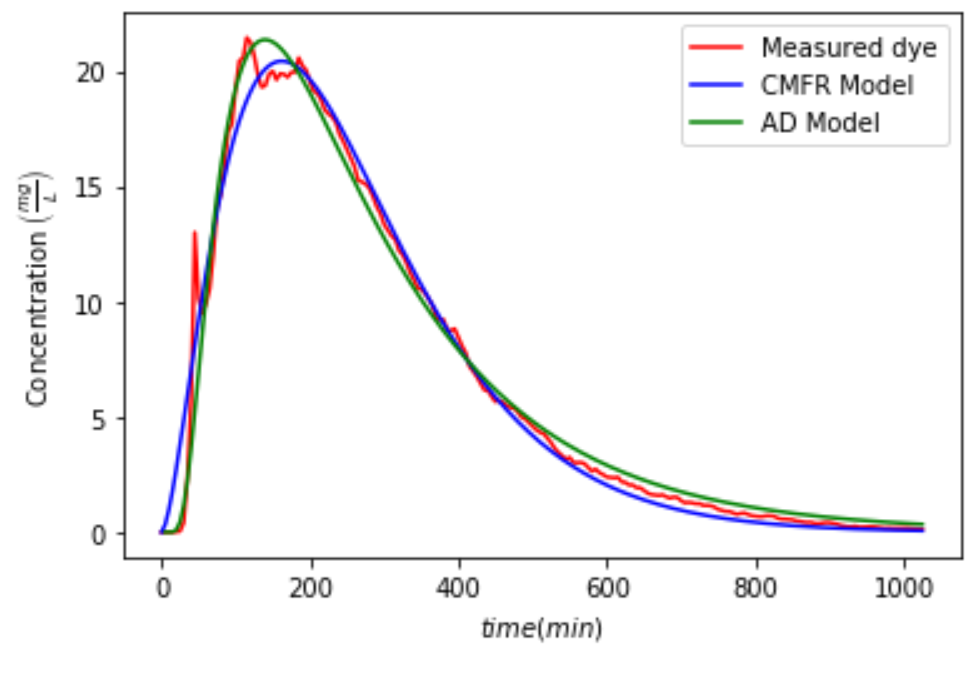 Measured dye
CMFR Model
AD Model
Concentration (mg/L)
20
15
10
5
0
0 200 400 600 800 1000
time(min)